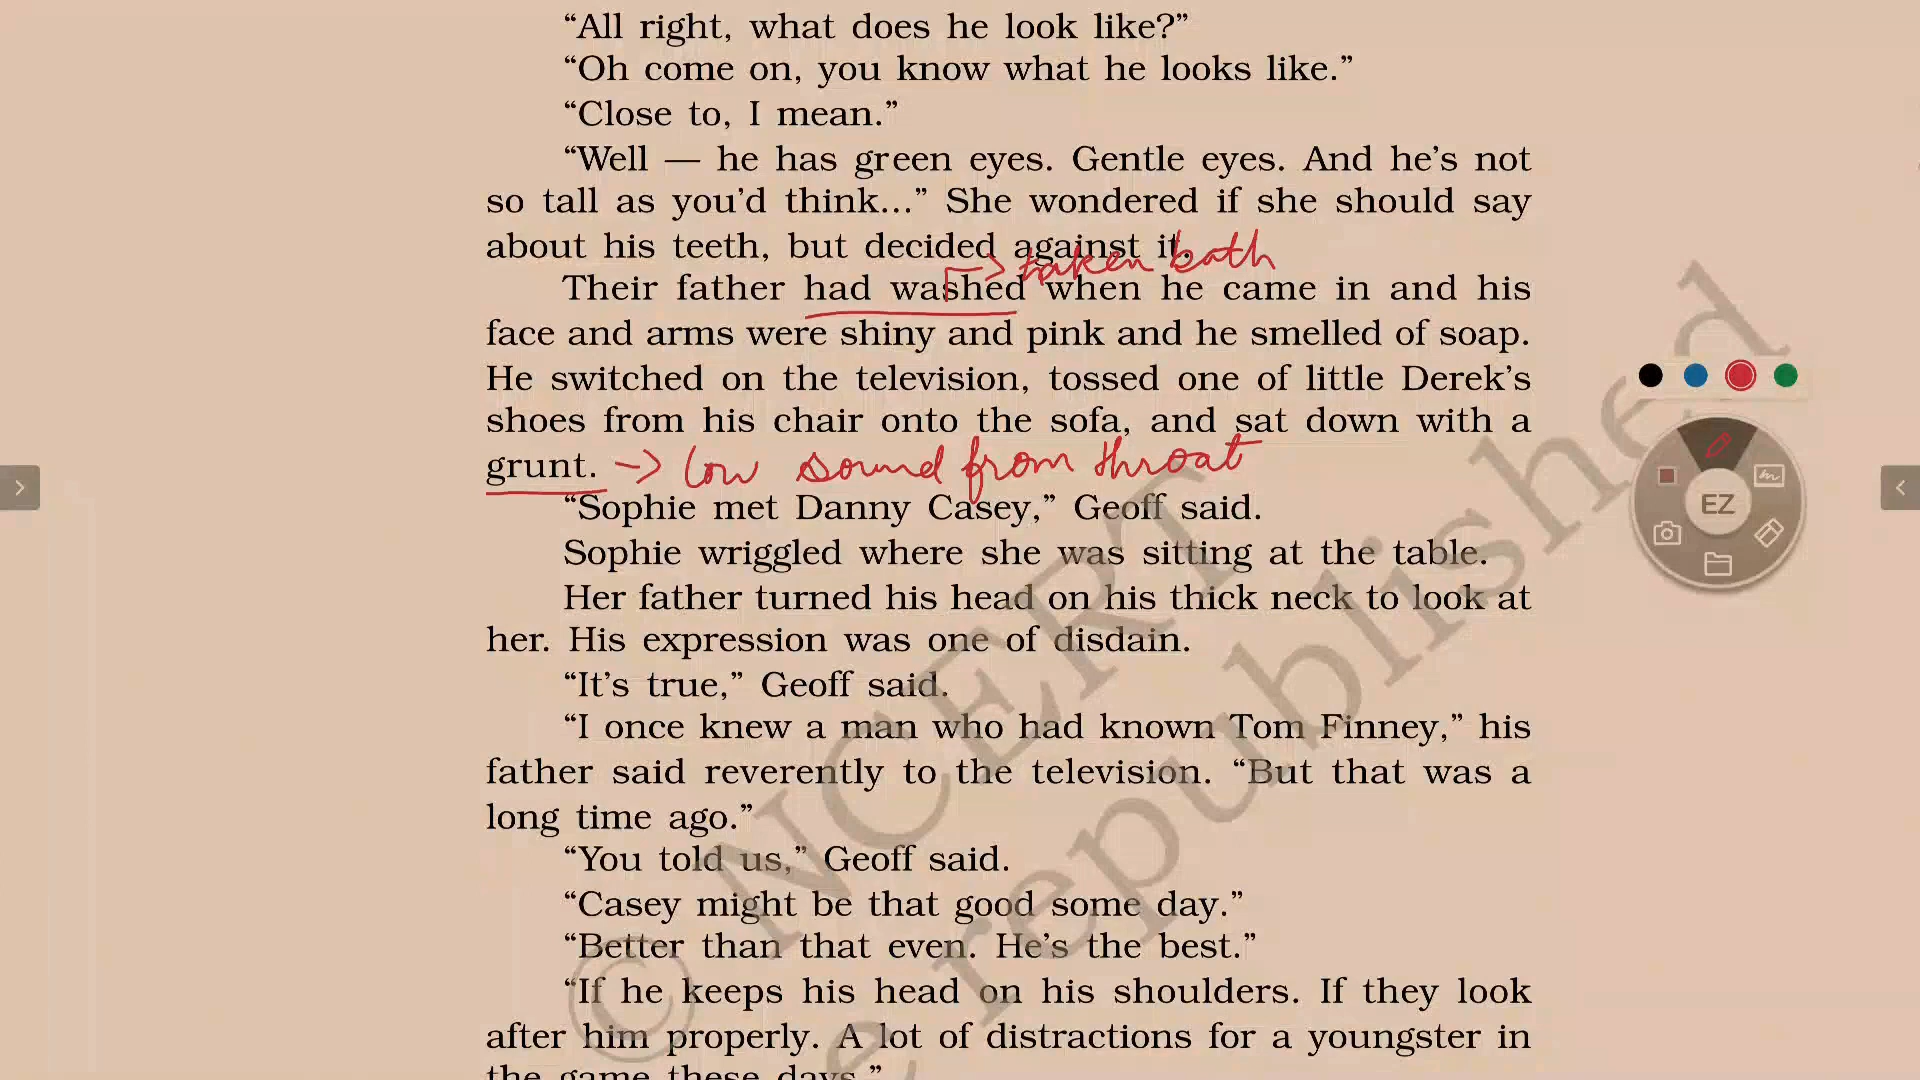 “All right, what does he look like?”
“Oh come on, you know what he looks like.”
“Close to, I mean.”
“Well — he has green eyes. Gentle eyes. And he’s not
so tall as you’d think...” She wondered if she should say
about his teeth, but decided against it.
-> taken bath
Their father had washed when he came in and his
face and arms were shiny and pink and he smelled of soap.
He switched on the television, tossed one of little Derek’s
shoes from his chair onto the sofa, and sat down with a
grunt. -> low sound from throat
“Sophie met Danny Casey,” Geoff said.
Sophie wriggled where she was sitting at the table.
Her father turned his head on his thick neck to look at
her. His expression was one of disdain.
“It’s true,” Geoff said.
“I once knew a man who had known Tom Finney,” his
father said reverently to the television. “But that was a
long time ago.”
“You told us,” Geoff said.
“Casey might be that good some day.”
“Better than that even. He’s the best.”
“If he keeps his head on his shoulders. If they look
after him properly. A lot of distractions for a youngster in
the game these days.”
© NCERT
be republished
EZ